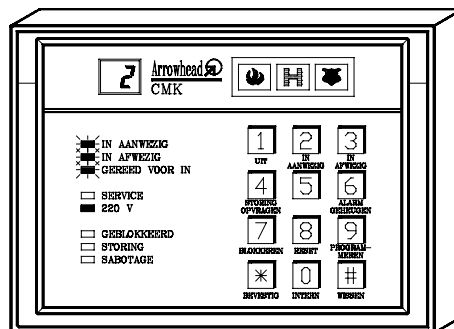 2 Arrowhead
CMK
IN AANWEZIG
IN AFWEZIG
GEREED VOOR IN
SERVICE
220 V
GEBLOKKEERD
STORING
SABOTAGE
1 2 3
UIT IN AANWEZIG IN AFWEZIG
4 5 6
STORING OPVRAGEN ALARM GEHEUGEN
7 8 9
BLOKKEREN RESET PROGRAM-MEREN
* 0 #
BEVESTIG INTERN WISSEN